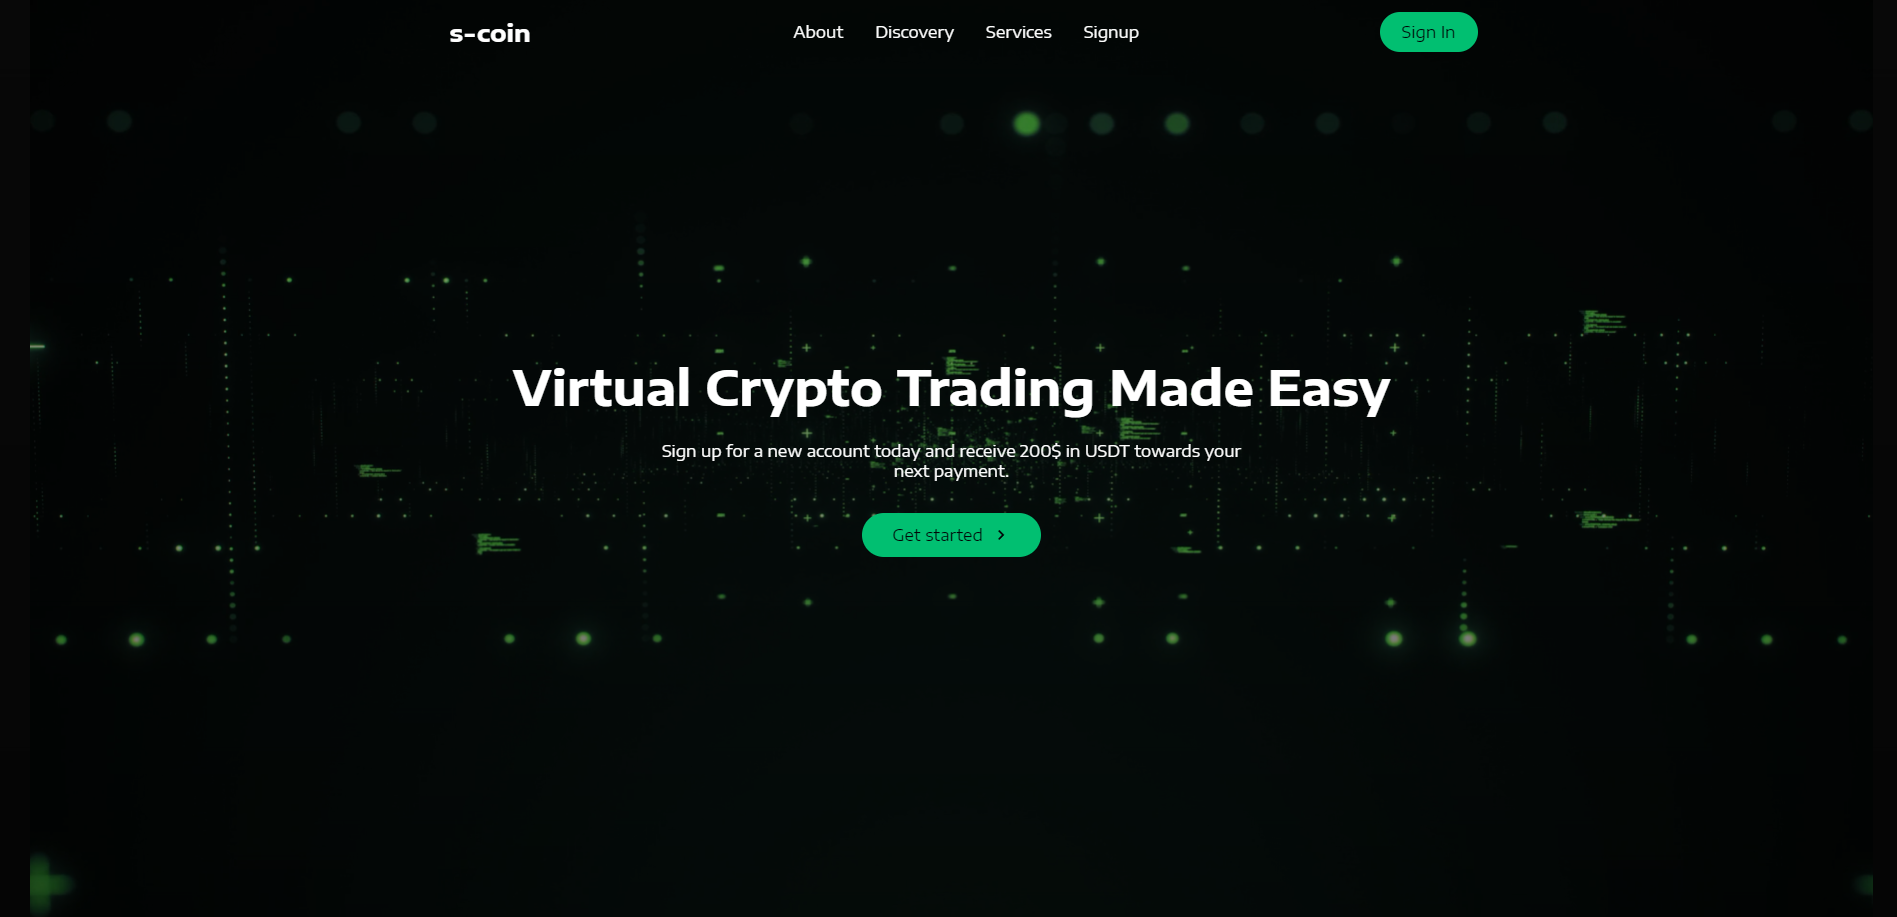 s-coin
About
Discovery
Services
Signup
Sign In
Virtual Crypto Trading Made Easy
Sign up for a new account today and receive 200$ in USDT towards your
next payment.
Get started